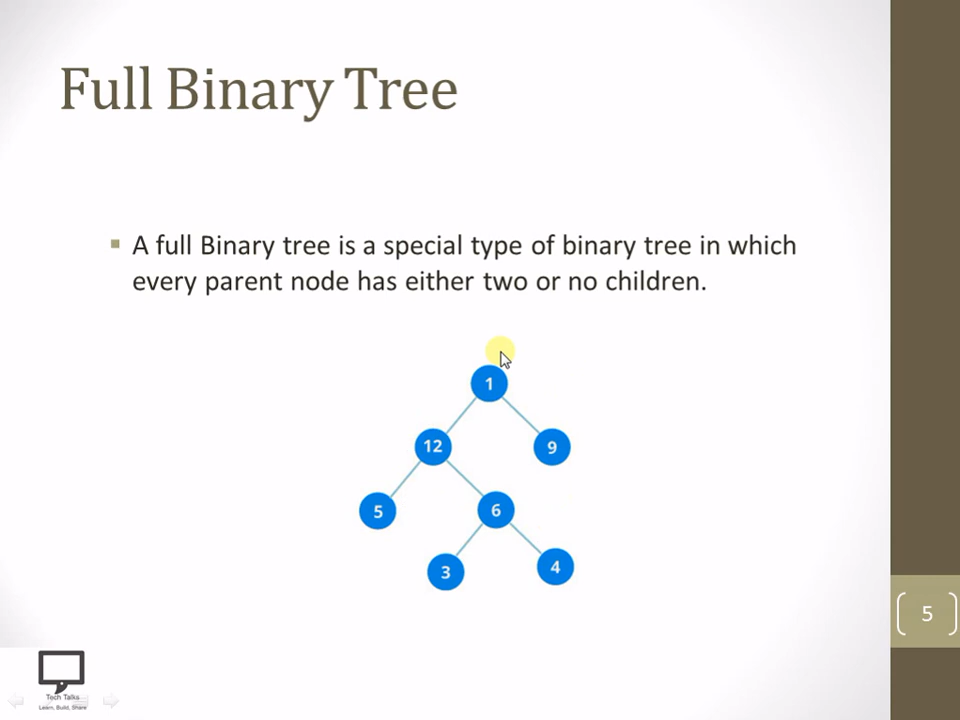 Full Binary Tree
A full Binary tree is a special type of binary tree in which
every parent node has either two or no children.
1
12
9
5
6
3
4
5
Tech Talks
Learn, Build, Share